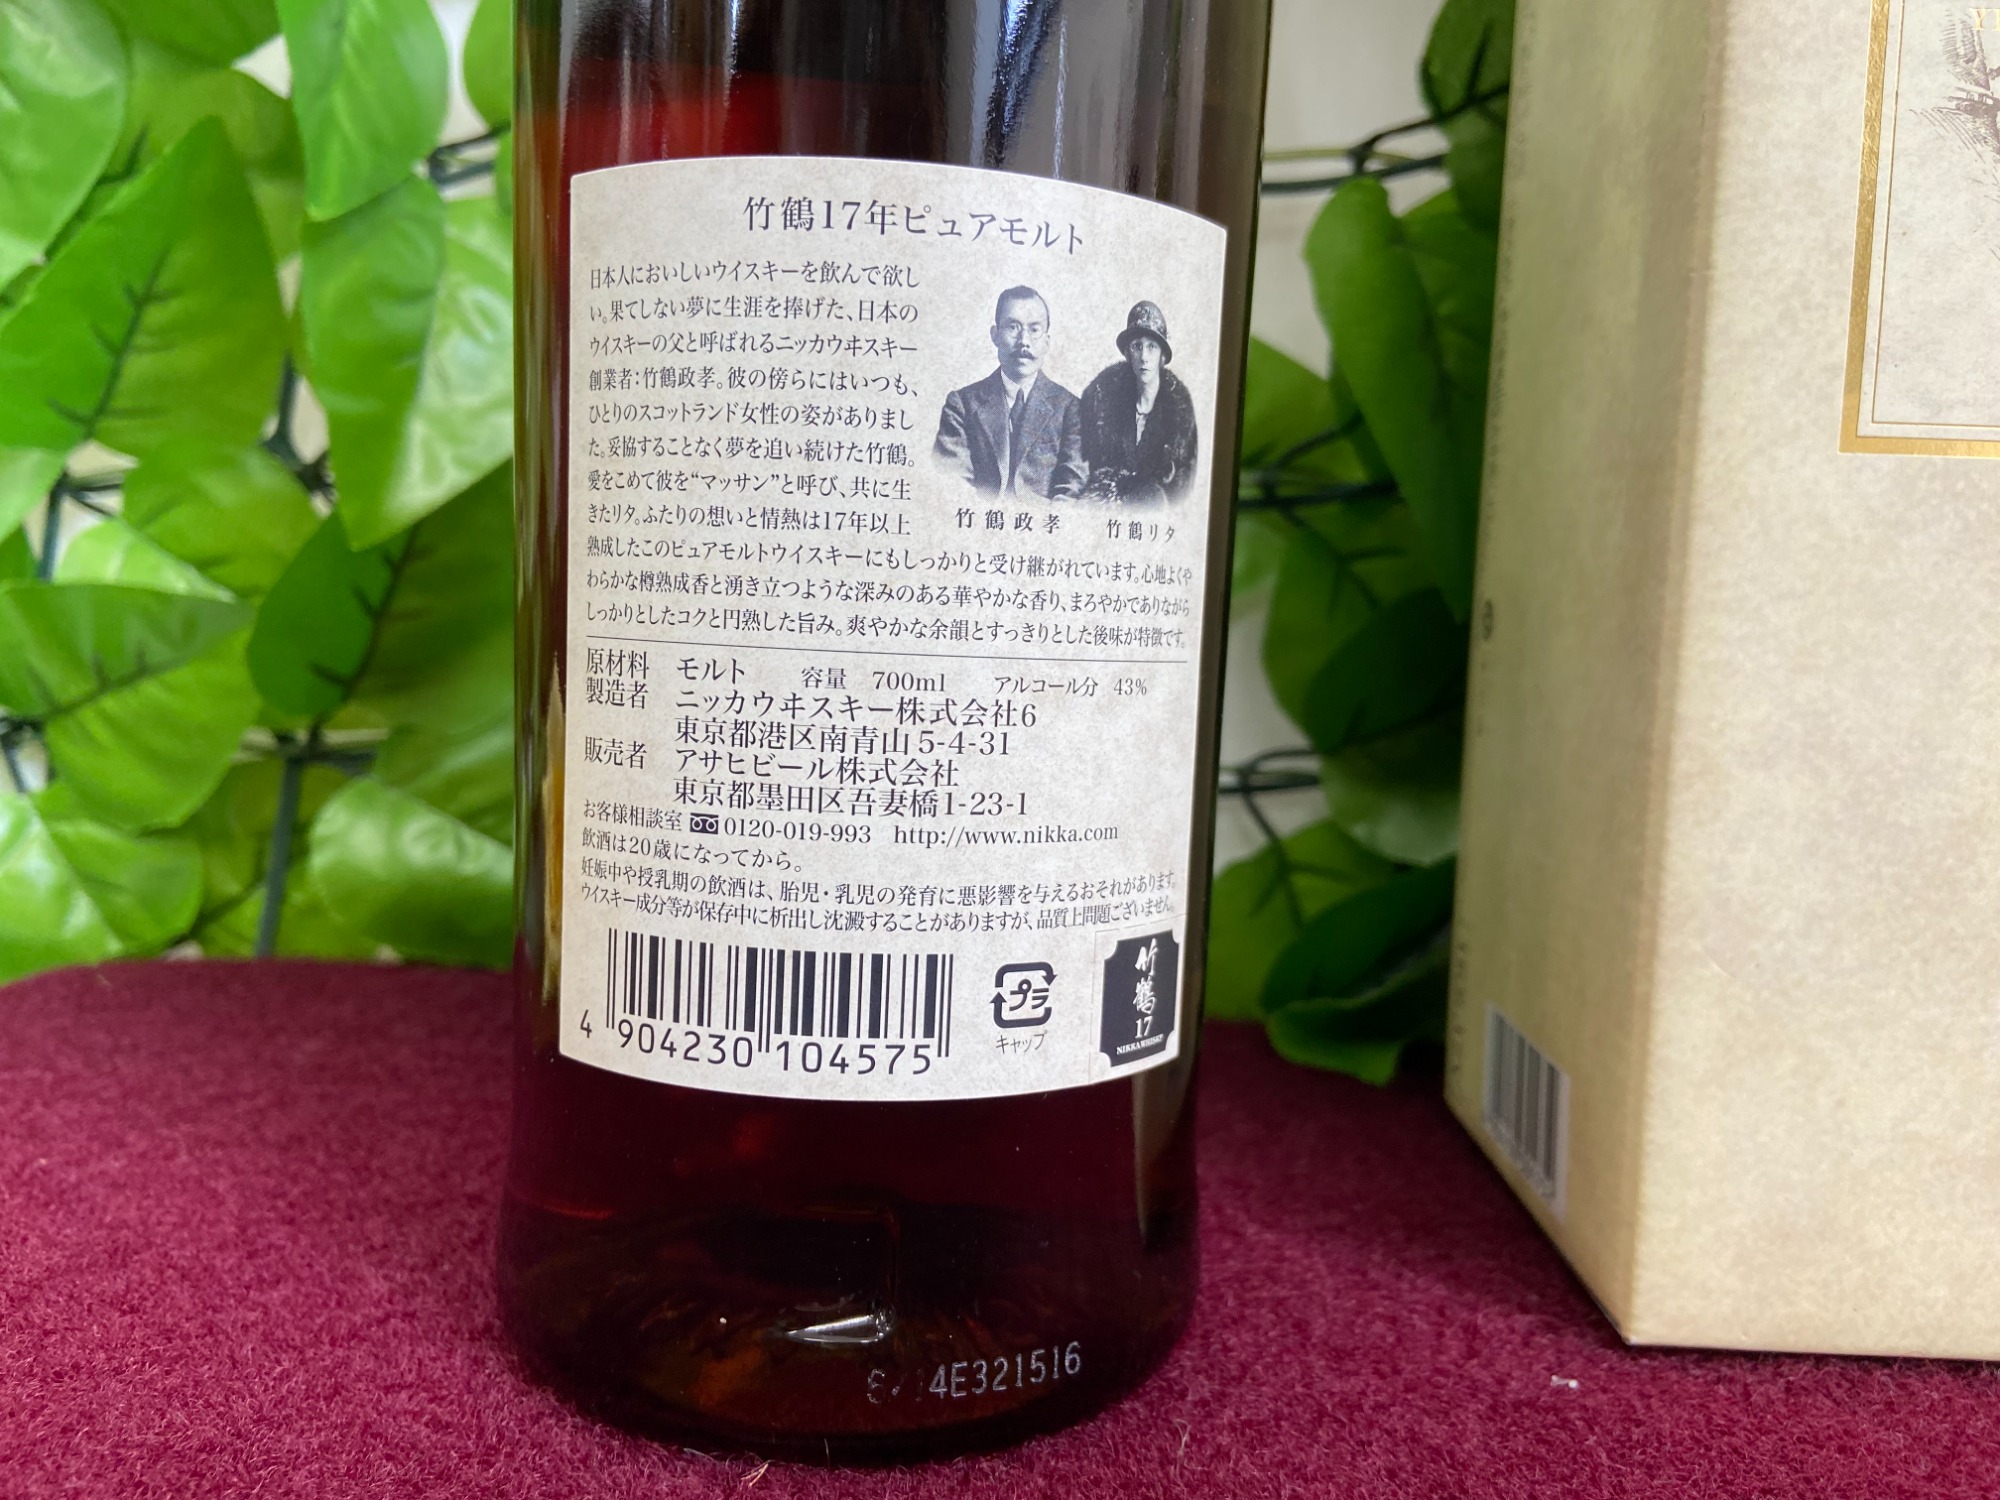 竹鶴17年ピュアモルト
日本人においしいウイスキーを飲んで欲し
い。果てしない夢に生涯を捧げた、日本の
ウイスキーの父と呼ばれるニッカウヰスキー
創業者：竹鶴政孝。彼の傍らにはいつも、
ひとりのスコットランド女性の姿がありまし
た。妥協することなく夢を追い続けた竹鶴。
愛をこめて彼を“マッサン”と呼び、共に生
きたリタ。ふたりの想いと情熱は17年以上
熟成したこのピュアモルトウイスキーにもしっかりと受け継がれています。心地よくや
わらかな樽熟成香と湧き立つような深みのある華やかな香り、まろやかでありながら
しっかりとしたコクと円熟した旨み。爽やかな余韻とすっきりとした後味が特徴です。
竹鶴政孝 竹鶴リタ
原材料 モルト 容量 700ml アルコール分 43%
製造者 ニッカウヰスキー株式会社6
東京都港区南青山5-4-31
販売者 アサヒビール株式会社
東京都墨田区吾妻橋1-23-1
お客様相談室 0120-019-993 http://www.nikka.com
飲酒は20歳になってから。
妊娠中や授乳期の飲酒は、胎児・乳児の発育に悪影響を与えるおそれがあります。
ウイスキー成分等が保存中に析出し沈澱することがありますが、品質上問題ございません。
4 904230 104575
プラ
キャップ
竹鶴
17
NIKKA WHISKY
4E321516